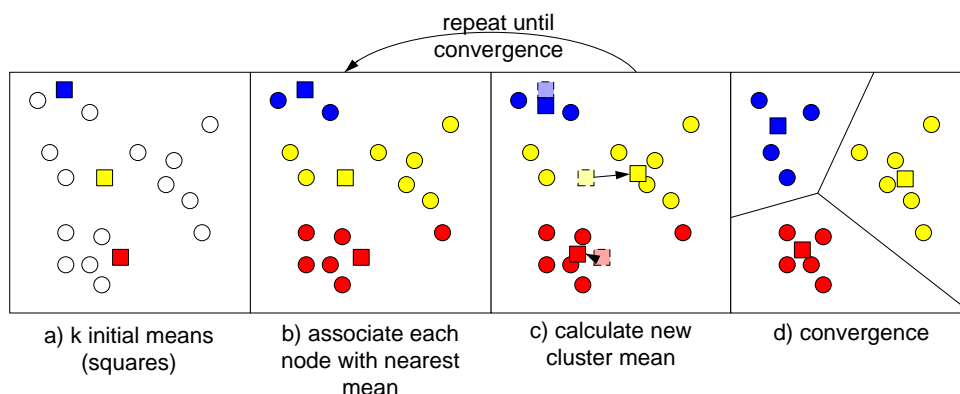 repeat until
convergence
a) k initial means
(squares)
b) associate each
node with nearest
mean
c) calculate new
cluster mean
d) convergence